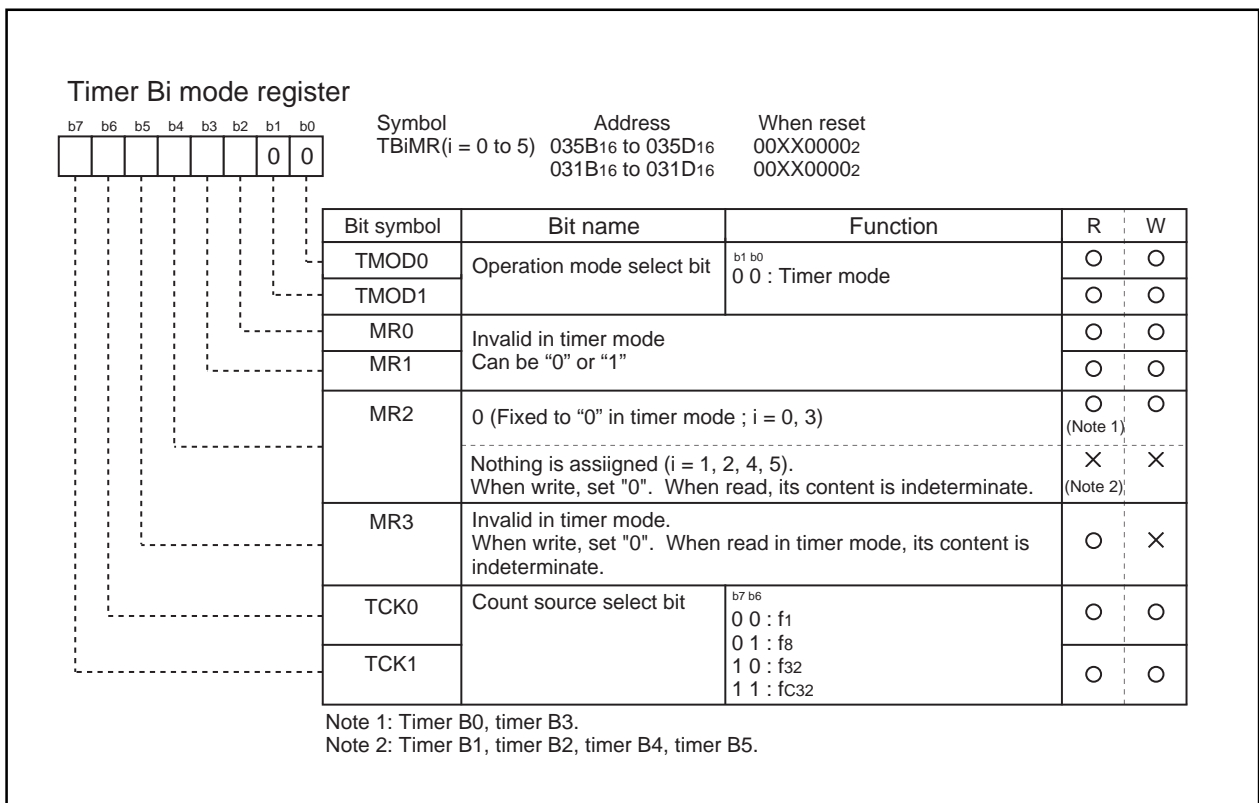 Timer Bi mode register
b7 b6 b5 b4 b3 b2 b1 b0
0 0
Symbol Address When reset
TBiMR(i = 0 to 5) 035B16 to 035D16 00XX00002
031B16 to 031D16 00XX00002
Bit symbol Bit name Function R W
TMOD0 Operation mode select bit b1 b0
0 0 : Timer mode
TMOD1
MR0 Invalid in timer mode
MR1 Can be “0” or “1”
MR2 0 (Fixed to “0” in timer mode ; i = 0, 3)
(Note 1)
Nothing is assiigned (i = 1, 2, 4, 5).
When write, set "0". When read, its content is indeterminate.
(Note 2)
MR3 Invalid in timer mode.
When write, set "0". When read in timer mode, its content is
indeterminate.
TCK0 Count source select bit b7 b6
0 0 : f1
0 1 : f8
TCK1 1 0 : f32
1 1 : fC32
Note 1: Timer B0, timer B3.
Note 2: Timer B1, timer B2, timer B4, timer B5.